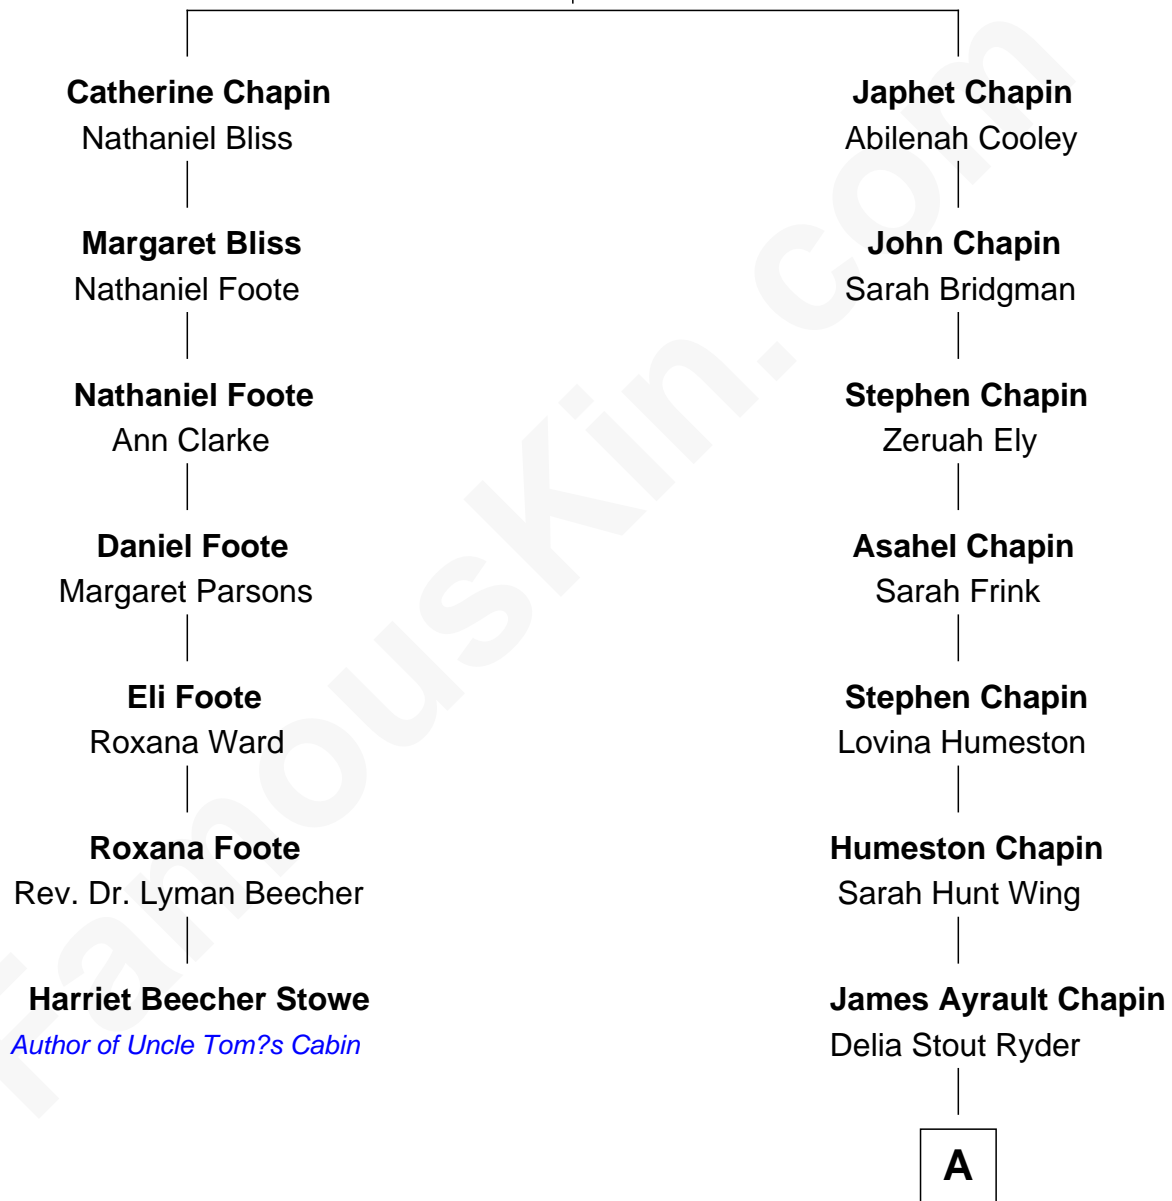 Catherine Chapin
Nathaniel Bliss
Margaret Bliss
Nathaniel Foote
Nathaniel Foote
Ann Clarke
Daniel Foote
Margaret Parsons
Eli Foote
Roxana Ward
Roxana Foote
Rev. Dr. Lyman Beecher
Harriet Beecher Stowe
Author of Uncle Tom?s Cabin
Japhet Chapin
Abilenah Cooley
John Chapin
Sarah Bridgman
Stephen Chapin
Zeruah Ely
Asahel Chapin
Sarah Frink
Stephen Chapin
Lovina Humeston
Humeston Chapin
Sarah Hunt Wing
James Ayrault Chapin
Delia Stout Ryder
A
FamousKin.com